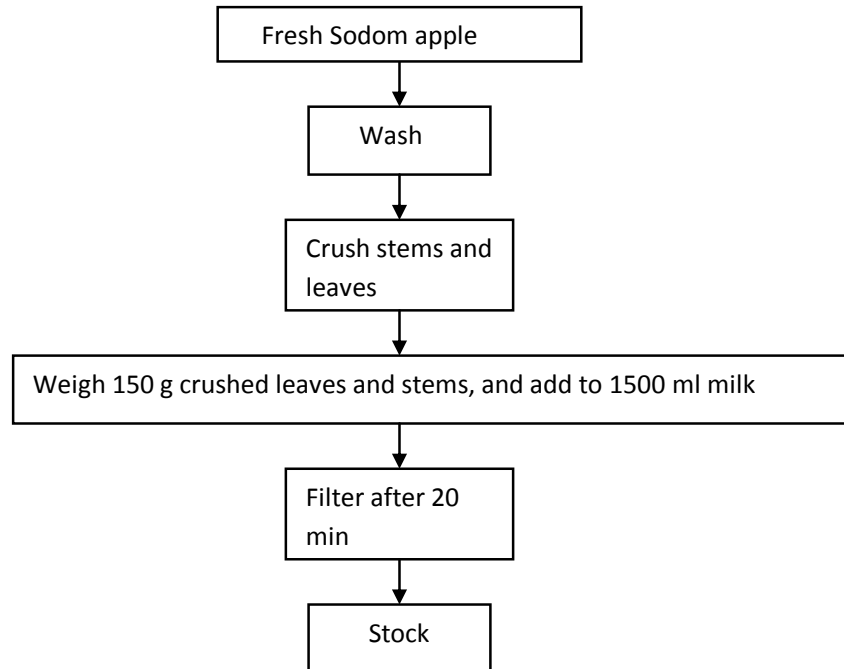 Fresh Sodom apple
Wash
Crush stems and
leaves
Weigh 150 g crushed leaves and stems, and add to 1500 ml milk
Filter after 20
min
Stock